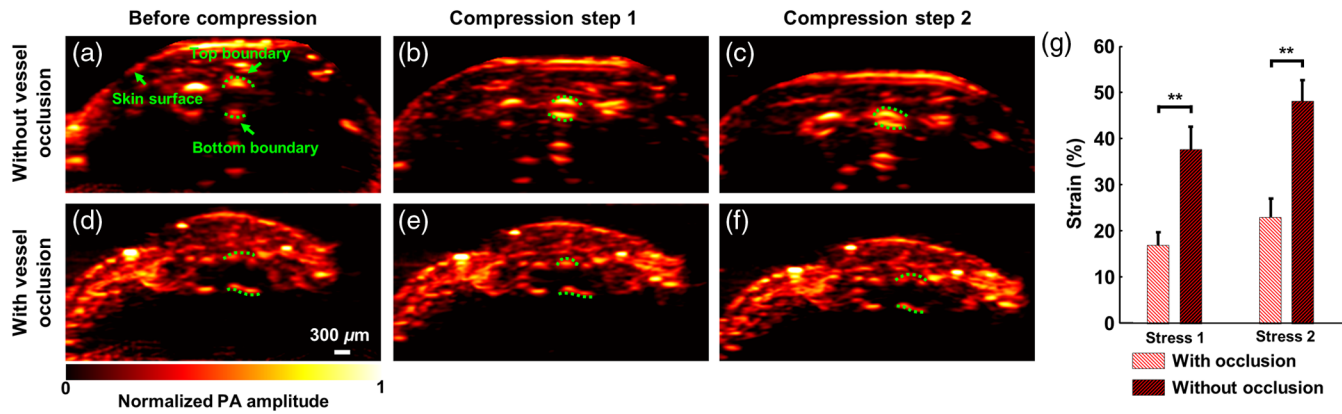 Before compression
Compression step 1
Compression step 2
Without vessel
occlusion
With vessel
occlusion
(a)
Top boundary
Skin surface
Bottom boundary
(b)
(c)
(d)
300 µm
(e)
(f)
0
1
Normalized PA amplitude
(g)
Strain (%)
60
50
40
30
20
10
0
**
**
Stress 1
Stress 2
With occlusion
Without occlusion